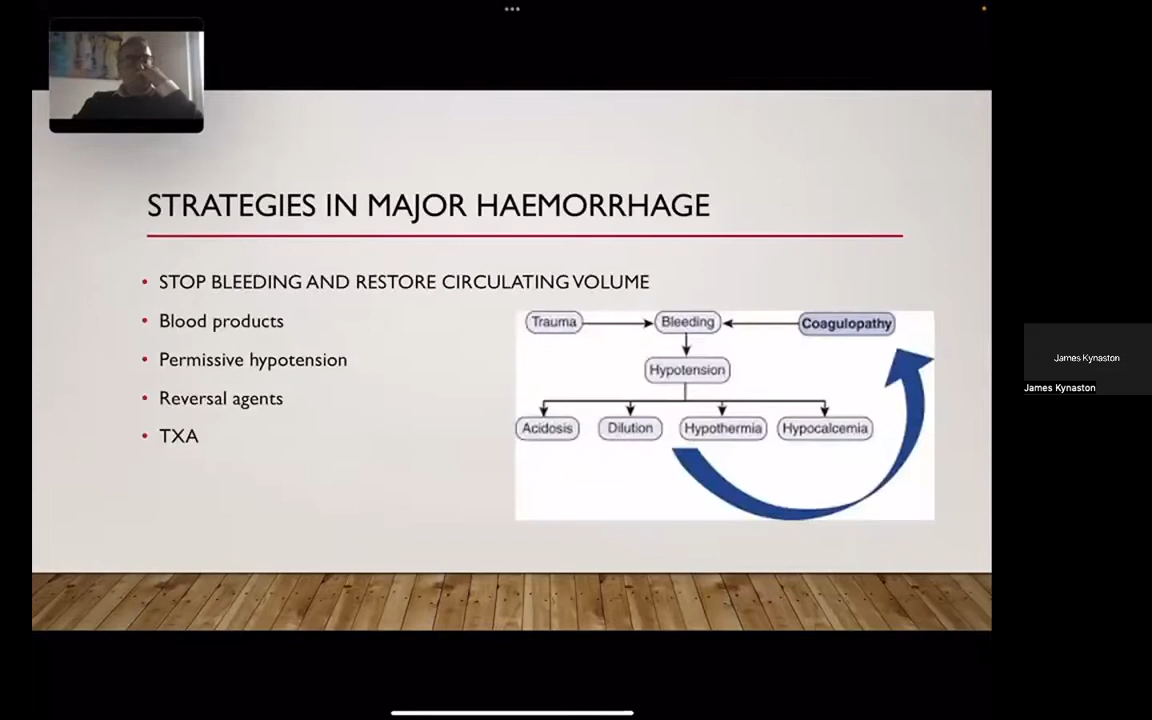 STRATEGIES IN MAJOR HAEMORRHAGE
• STOP BLEEDING AND RESTORE CIRCULATING VOLUME
• Blood products
• Permissive hypotension
• Reversal agents
• TXA
Trauma
Bleeding
Coagulopathy
Hypotension
Acidosis
Dilution
Hypothermia
Hypocalcemia
James Kynaston
James Kynaston